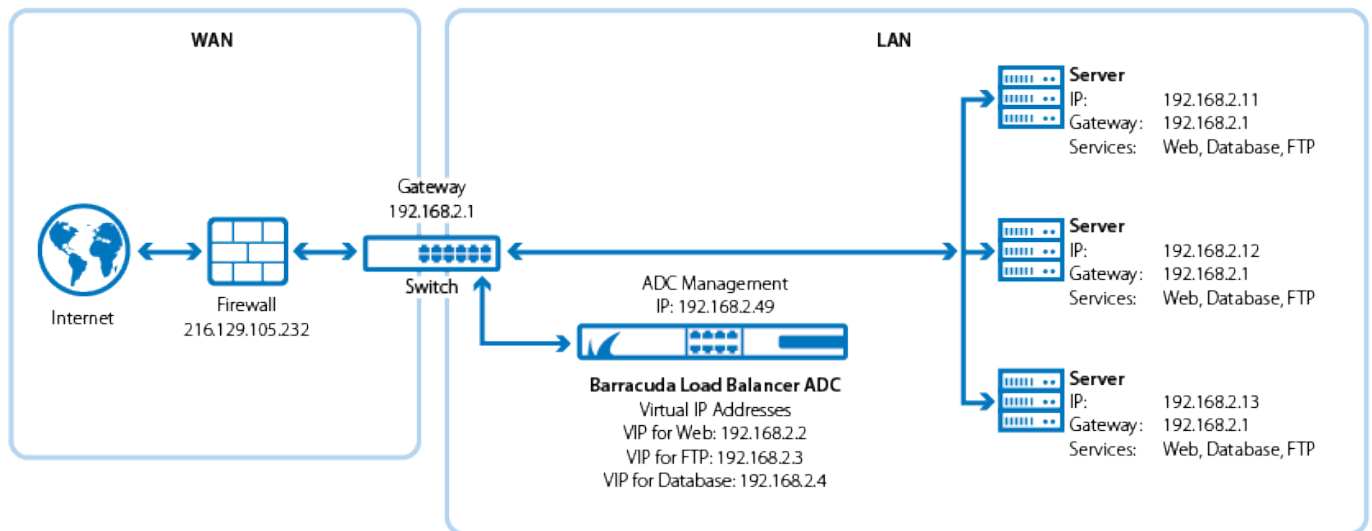 WAN
LAN
Internet
Firewall
216.129.105.232
Gateway
192.168.2.1
Switch
ADC Management
IP: 192.168.2.49
Barracuda Load Balancer ADC
Virtual IP Addresses
VIP for Web: 192.168.2.2
VIP for FTP: 192.168.2.3
VIP for Database: 192.168.2.4
Server
IP: 192.168.2.11
Gateway: 192.168.2.1
Services: Web, Database, FTP
Server
IP: 192.168.2.12
Gateway: 192.168.2.1
Services: Web, Database, FTP
Server
IP: 192.168.2.13
Gateway: 192.168.2.1
Services: Web, Database, FTP